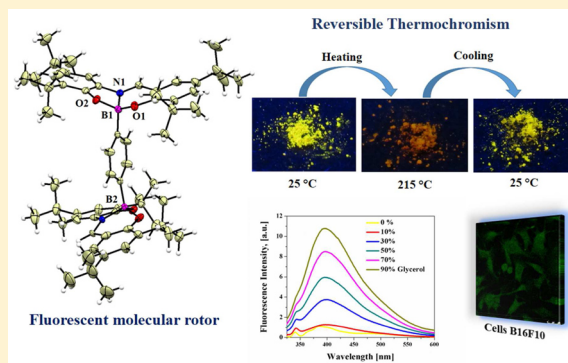 Reversible Thermochromism
Heating
Cooling
N1
O2
B1
O1
B2
25 °C
215 °C
25 °C
Fluorescence Intensity, [a.u.]
12
10
8
6
4
2
0
0 %
10%
30%
50%
70%
90% Glycerol
400
450
500
550
600
Wavelength [nm]
Cells B16F10
Fluorescent molecular rotor